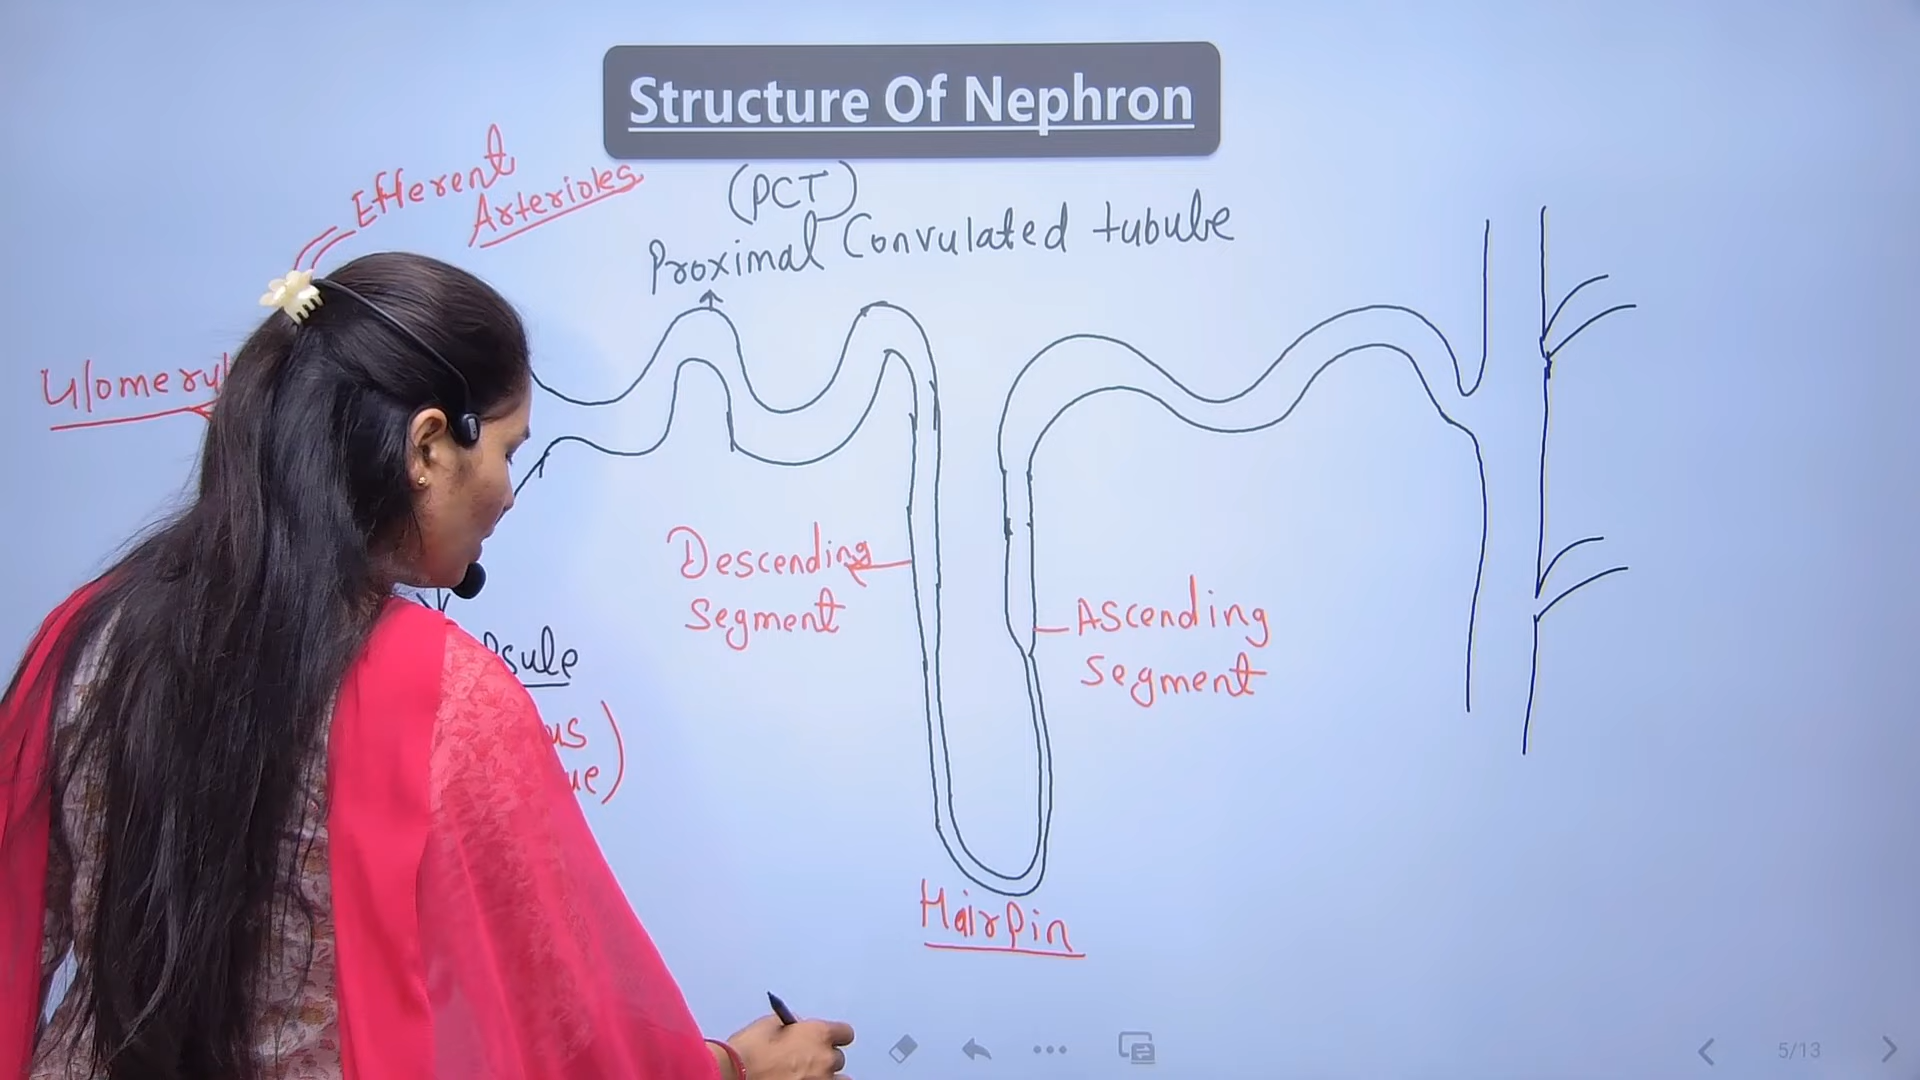 Structure Of Nephron
Efferent
Arterioles
(PCT)
Proximal Convulated tubule
Descending
segment
Ascending
segment
Hairpin
5/13